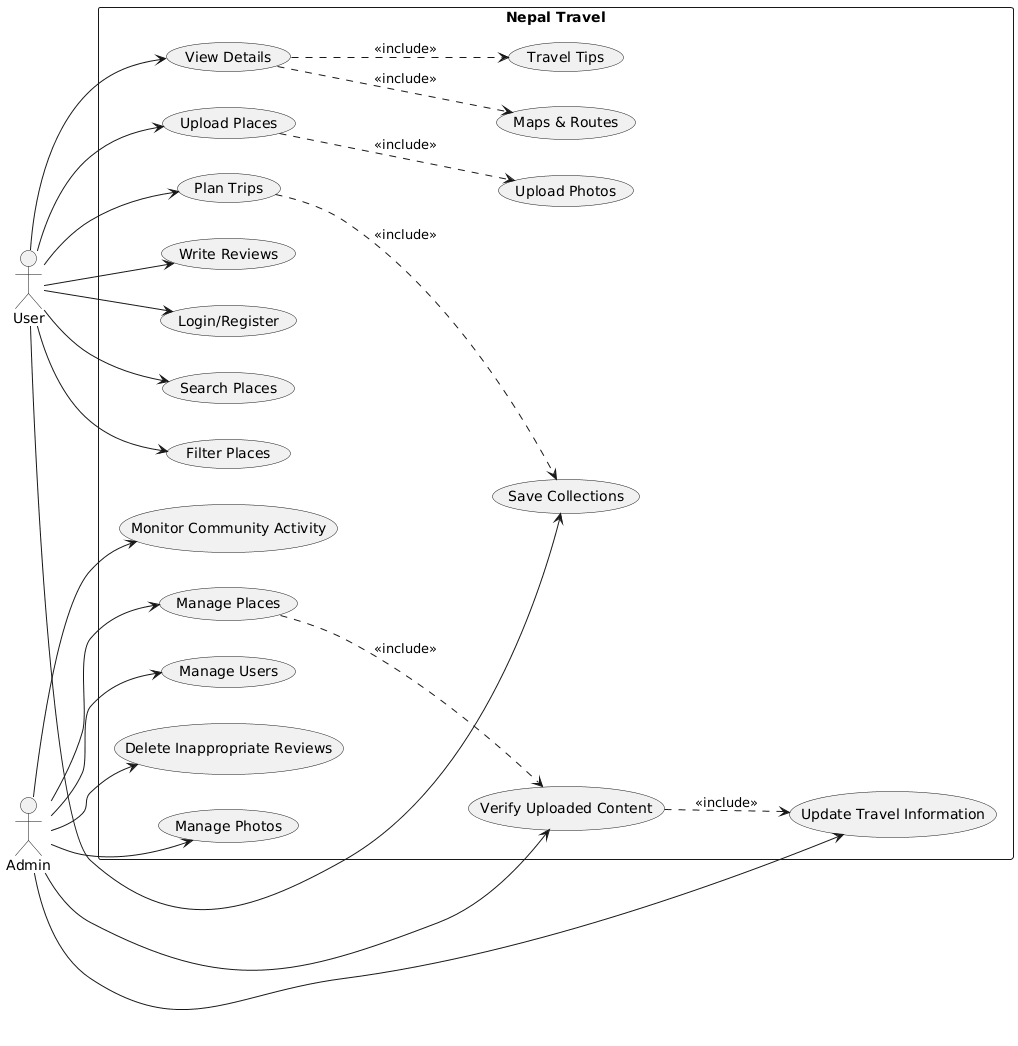 Nepal Travel
View Details
«include»
Travel Tips
«include»
Maps & Routes
Upload Places
«include»
Upload Photos
Plan Trips
«include»
Write Reviews
User
Login/Register
Search Places
Filter Places
Save Collections
Monitor Community Activity
Manage Places
«include»
Manage Users
Delete Inappropriate Reviews
Verify Uploaded Content
«include»
Update Travel Information
Manage Photos
Admin